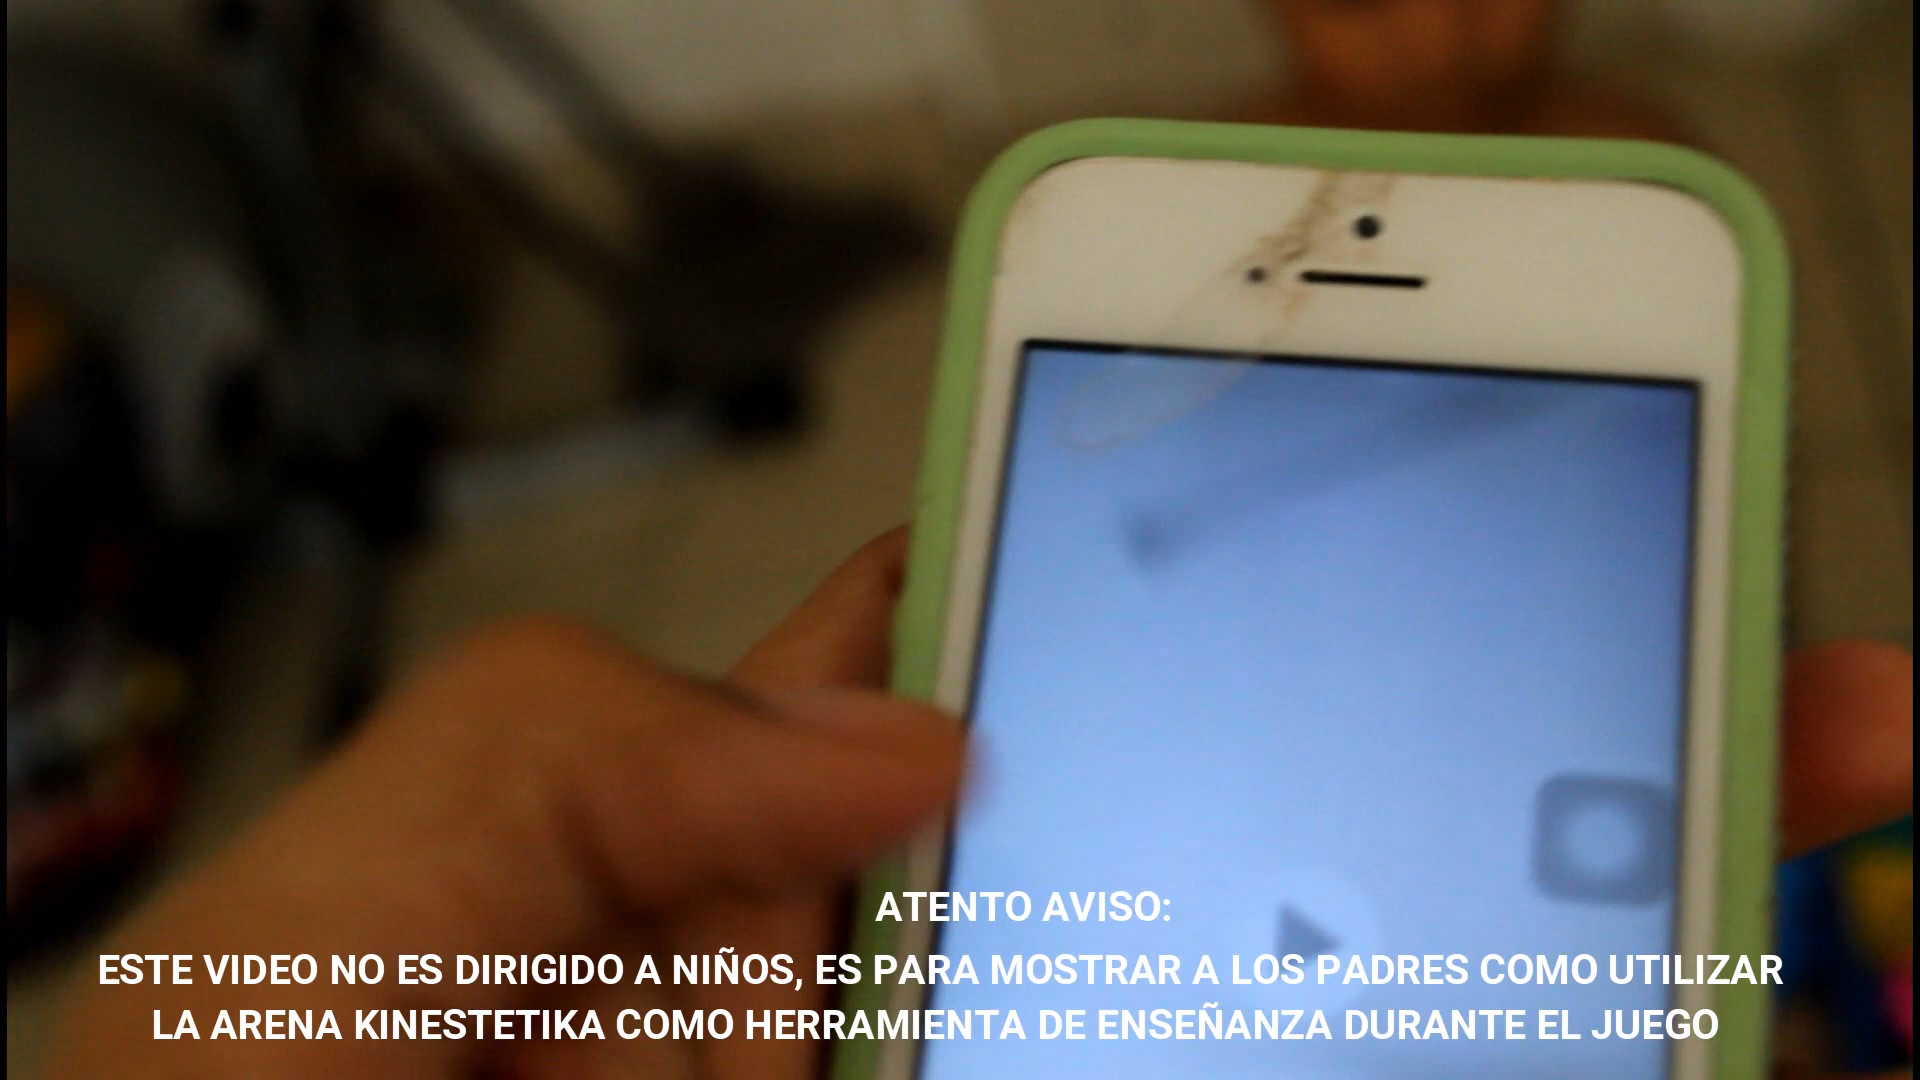 ATENTO AVISO:
ESTE VIDEO NO ES DIRIGIDO A NIÑOS, ES PARA MOSTRAR A LOS PADRES COMO UTILIZAR
LA ARENA KINESTETIKA COMO HERRAMIENTA DE ENSEÑANZA DURANTE EL JUEGO